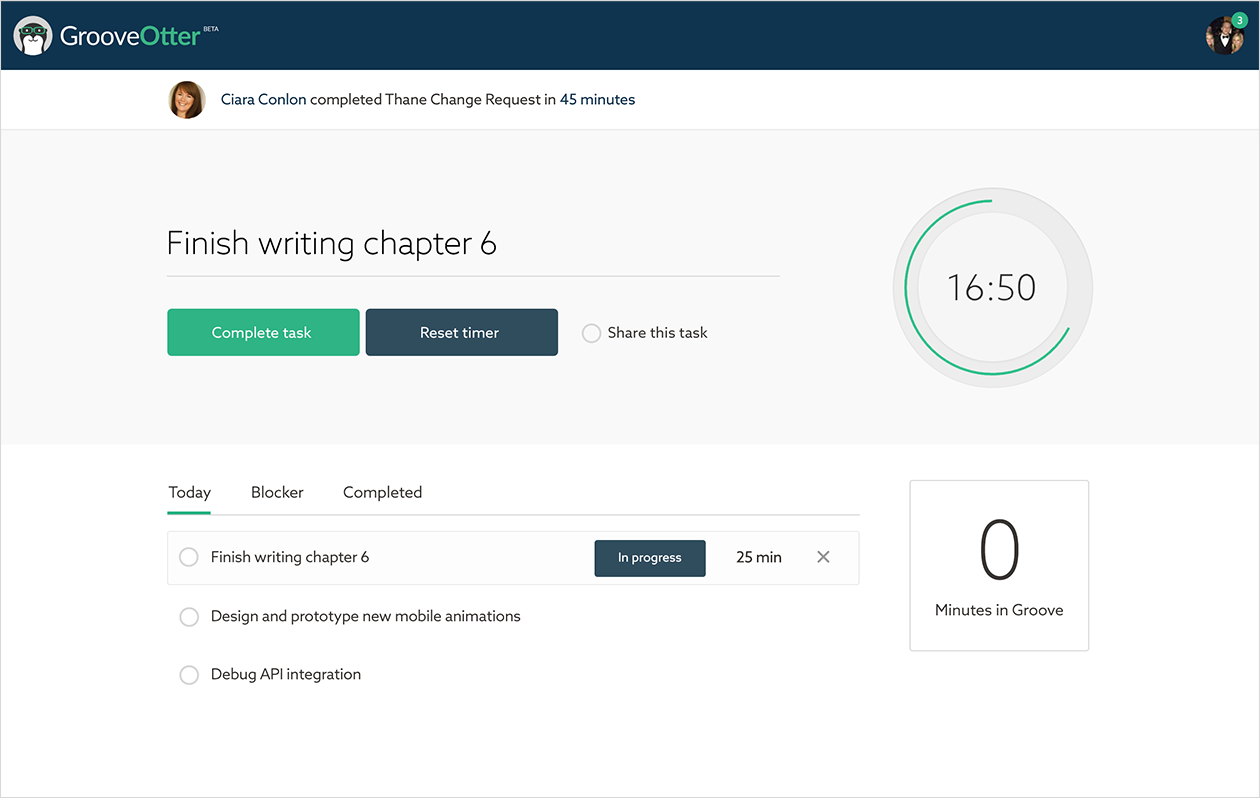 GrooveOtter BETA
3
Ciara Conlon completed Thane Change Request in 45 minutes
Finish writing chapter 6
Complete task
Reset timer
Share this task
16:50
Today
Blocker
Completed
Finish writing chapter 6
In progress
25 min
Design and prototype new mobile animations
Debug API integration
0
Minutes in Groove